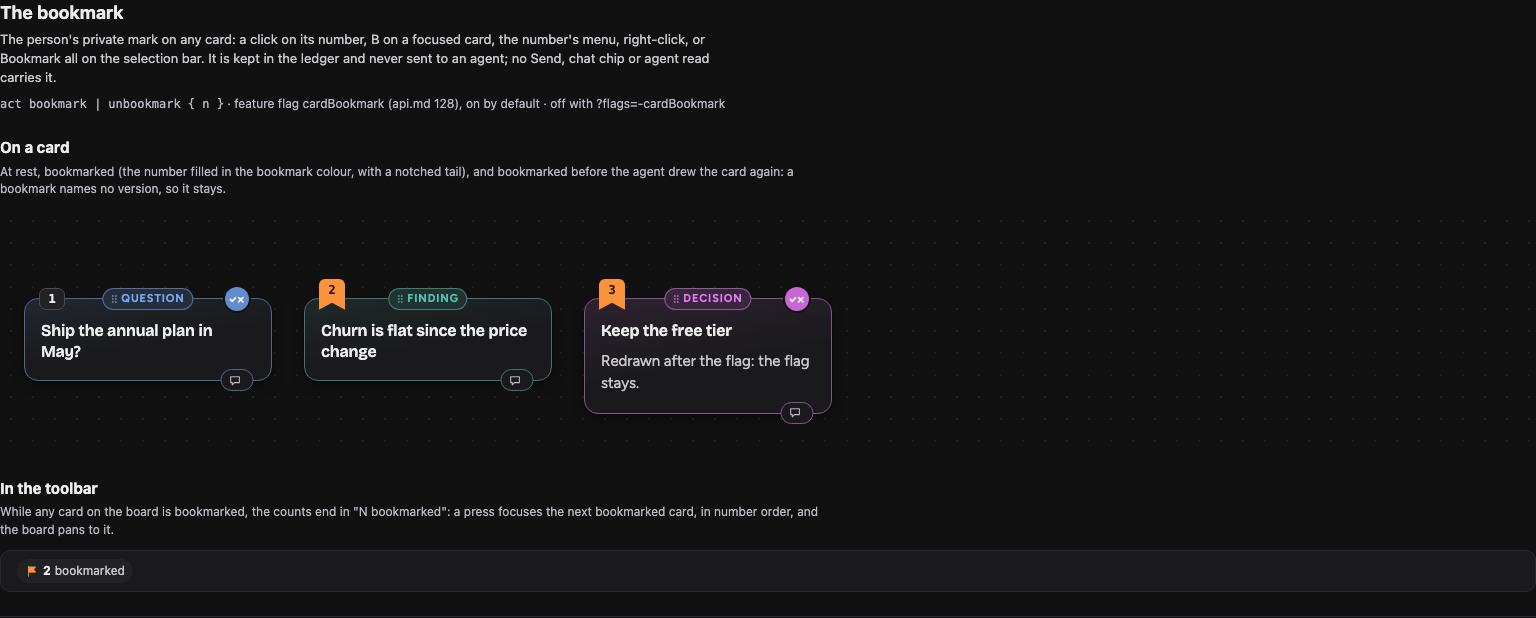 The bookmark
The person's private mark on any card: a click on its number, B on a focused card, the number's menu, right-click, or
Bookmark all on the selection bar. It is kept in the ledger and never sent to an agent; no Send, chat chip or agent read
carries it.
act bookmark | unbookmark { n } · feature flag cardBookmark (api.md 128), on by default · off with ?flags=-cardBookmark
On a card
At rest, bookmarked (the number filled in the bookmark colour, with a notched tail), and bookmarked before the agent drew the card again: a
bookmark names no version, so it stays.
1
QUESTION
Ship the annual plan in
May?
2
FINDING
Churn is flat since the price
change
3
DECISION
Keep the free tier
Redrawn after the flag: the flag
stays.
In the toolbar
While any card on the board is bookmarked, the counts end in "N bookmarked": a press focuses the next bookmarked card, in number order, and
the board pans to it.
2 bookmarked